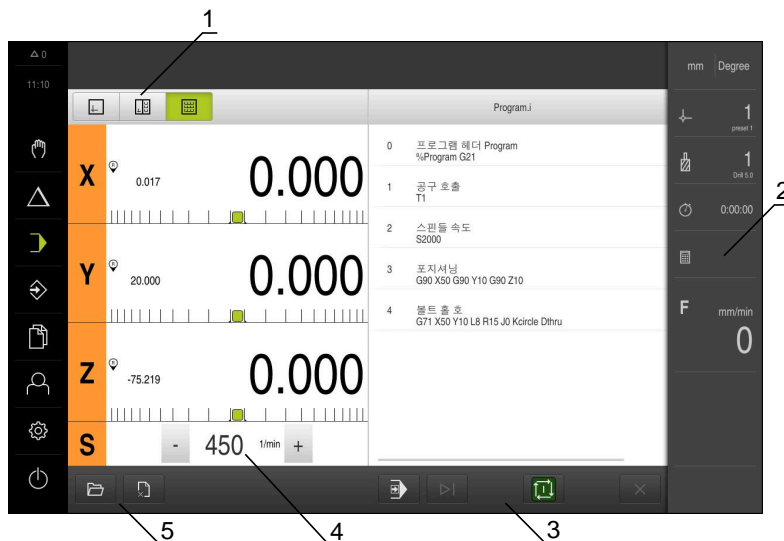 1
0
11:10
mm Degree
Program.i
1
preset 1
1
Drill 5.0
2
0:00:00
F mm/min
0
X R 0.017 0.000
Y R 20.000 0.000
Z R -75.219 0.000
S - 450 1/min +
0 프로그램 헤더 Program
%Program G21
1 공구 호출
T1
2 스핀들 속도
S2000
3 포지셔닝
G90 X50 G90 Y10 G90 Z10
4 볼트 홀 호
G71 X50 Y10 L8 R15 J0 Kcircle Dthru
5
4
3